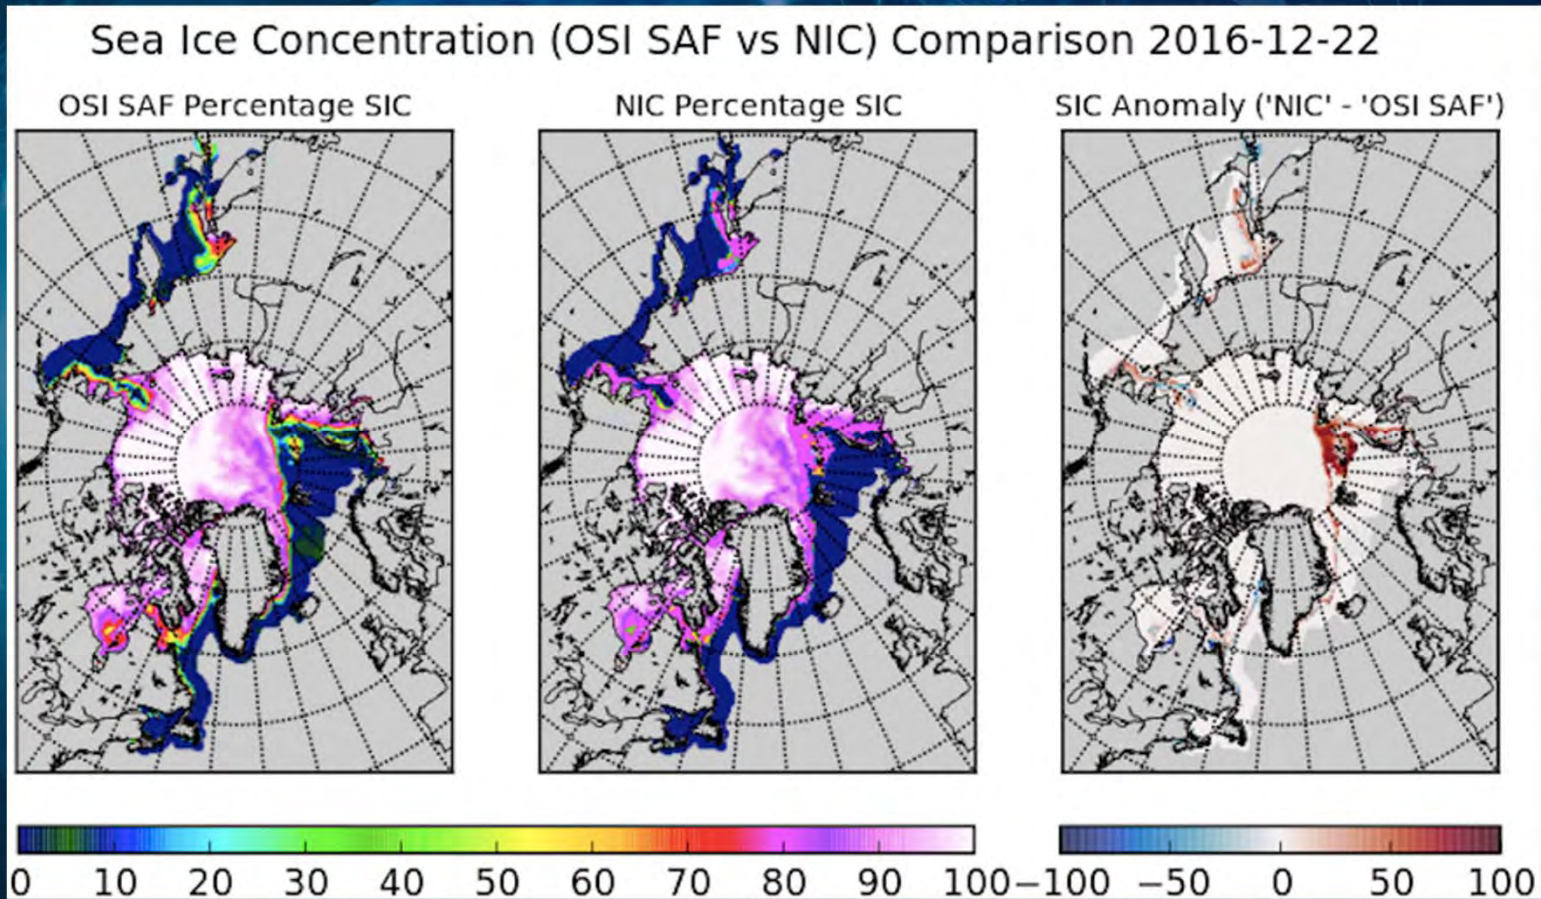 Sea Ice Concentration (OSI SAF vs NIC) Comparison 2016-12-22
OSI SAF Percentage SIC
NIC Percentage SIC
SIC Anomaly ('NIC' - 'OSI SAF')
0 10 20 30 40 50 60 70 80 90 100
−100 −50 0 50 100